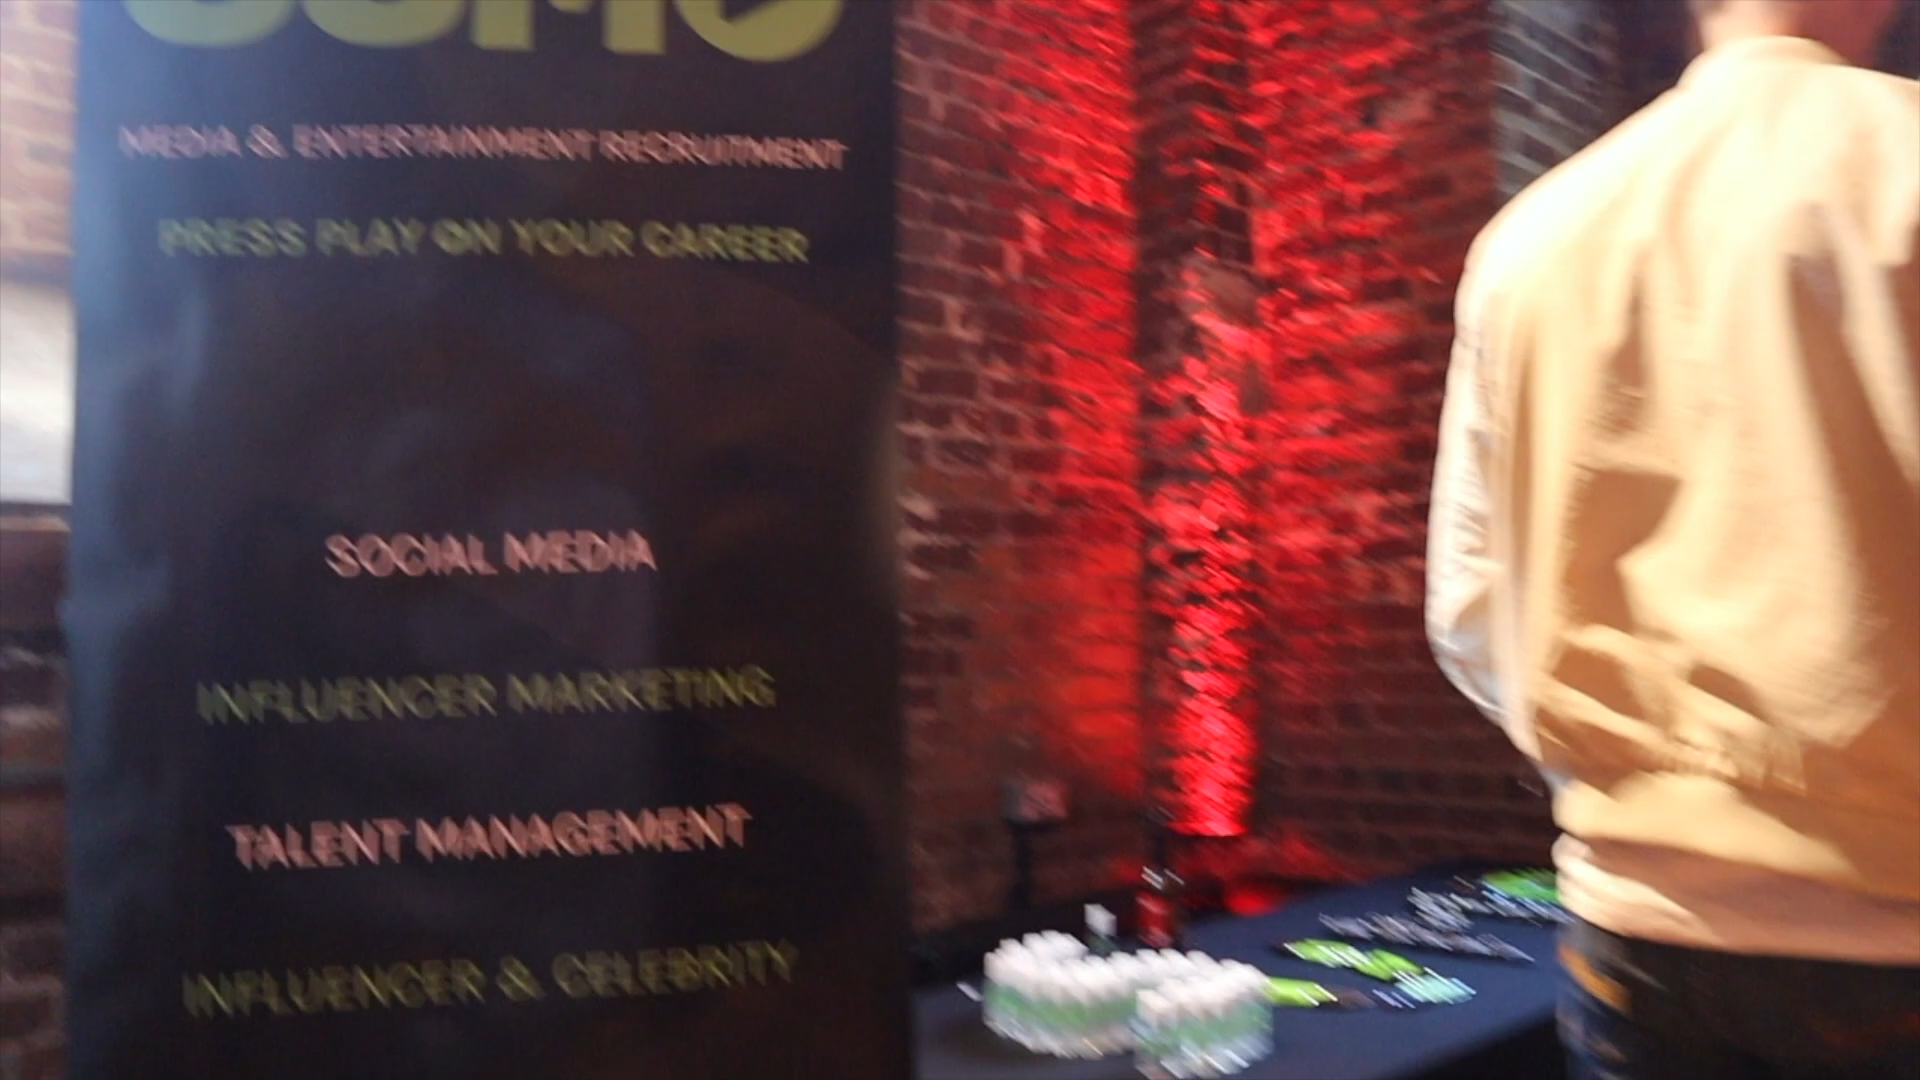 MEDIA & ENTERTAINMENT RECRUITMENT
PRESS PLAY ON YOUR CAREER
SOCIAL MEDIA
INFLUENCER MARKETING
TALENT MANAGEMENT
INFLUENCER & CELEBRITY